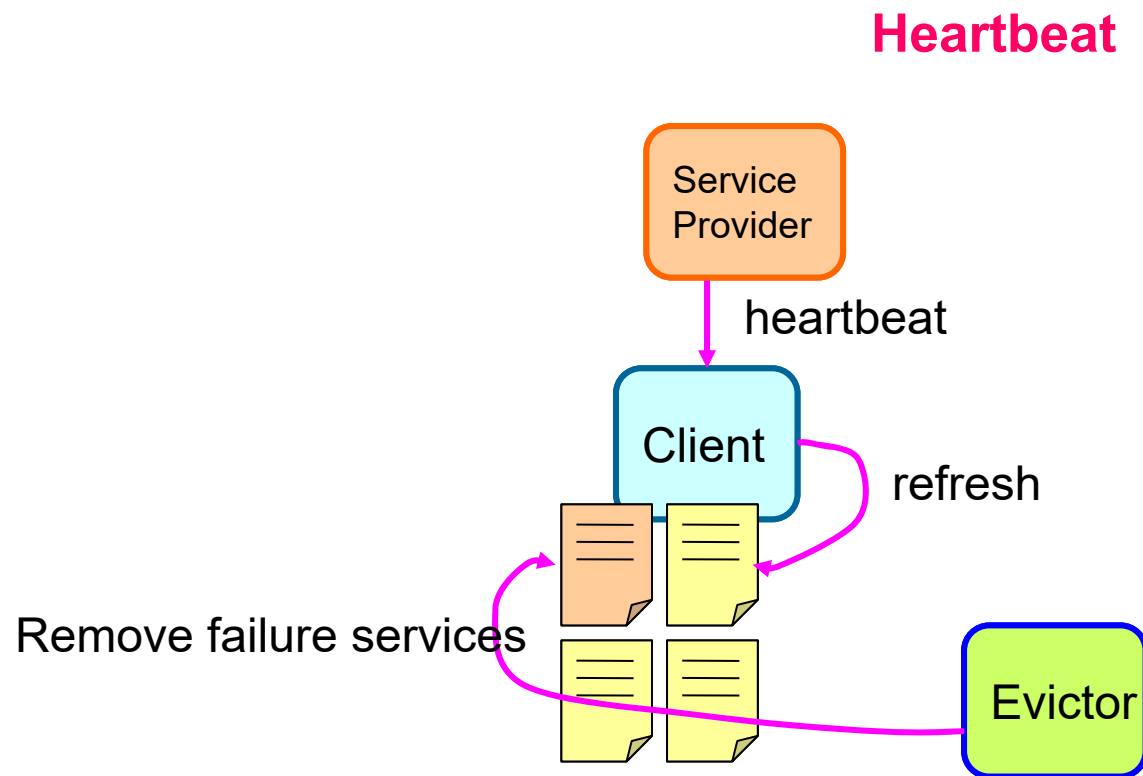 Heartbeat
Service
Provider
heartbeat
Client
refresh
Remove failure services
Evictor